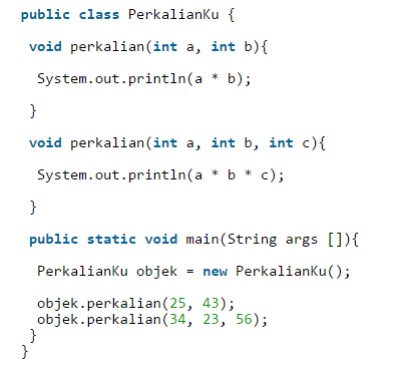 public class PerkalianKu {
void perkalian(int a, int b){
System.out.println(a * b);
}
void perkalian(int a, int b, int c){
System.out.println(a * b * c);
}
public static void main(String args []){
PerkalianKu objek = new PerkalianKu();
objek.perkalian(25, 43);
objek.perkalian(34, 23, 56);
}
}